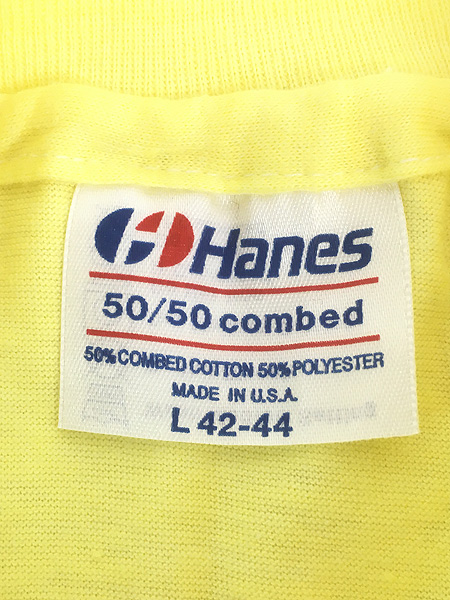 Hanes
50/50 combed
50% COMBED COTTON 50% POLYESTER
MADE IN U.S.A.
L 42-44